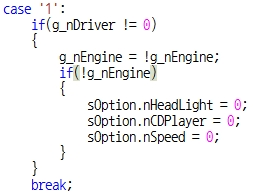 case '1':
    if(g_nDriver != 0)
    {
        g_nEngine = !g_nEngine;
        if(!g_nEngine)
        {
            sOption.nHeadLight = 0;
            sOption.nCDPlayer = 0;
            sOption.nSpeed = 0;
        }
    }
    break;